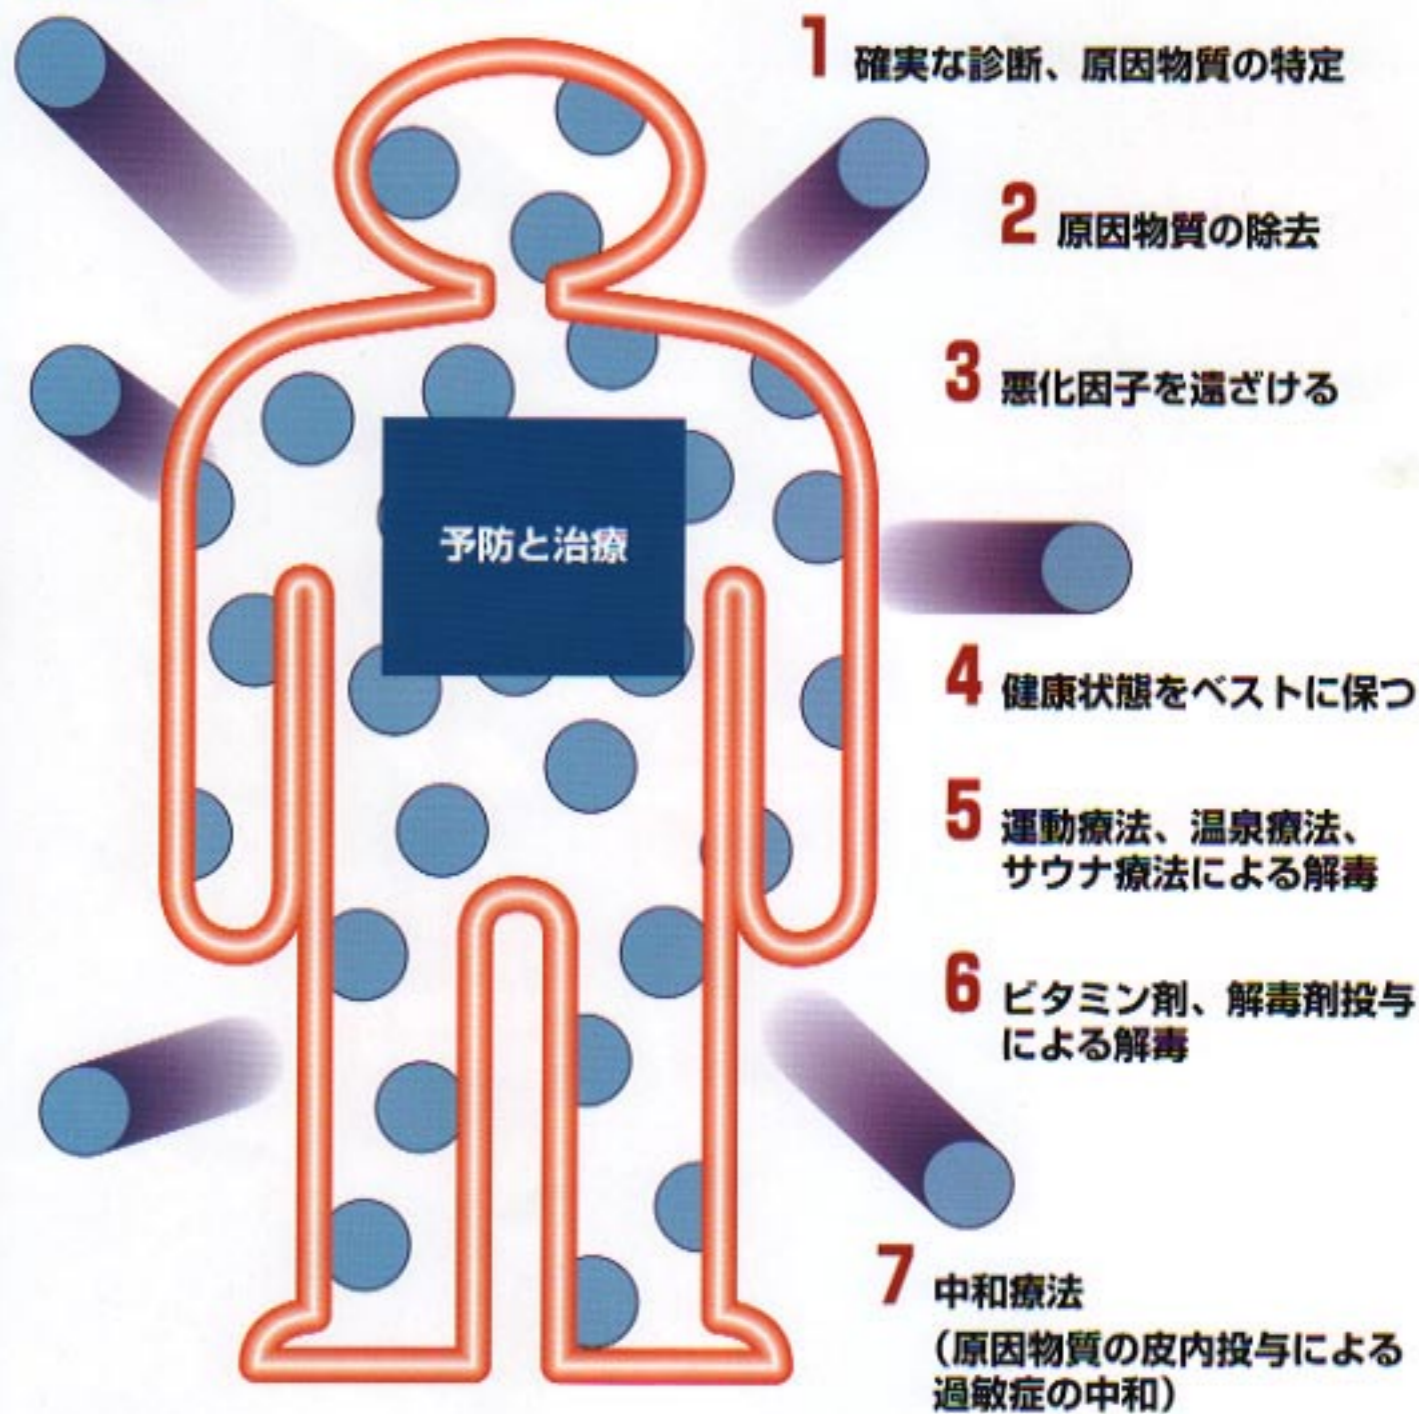 1 確実な診断、原因物質の特定
2 原因物質の除去
3 悪化因子を遠ざける
予防と治療
4 健康状態をベストに保つ
5 運動療法、温泉療法、
サウナ療法による解毒
6 ビタミン剤、解毒剤投与
による解毒
7 中和療法
（原因物質の皮内投与による
過敏症の中和）